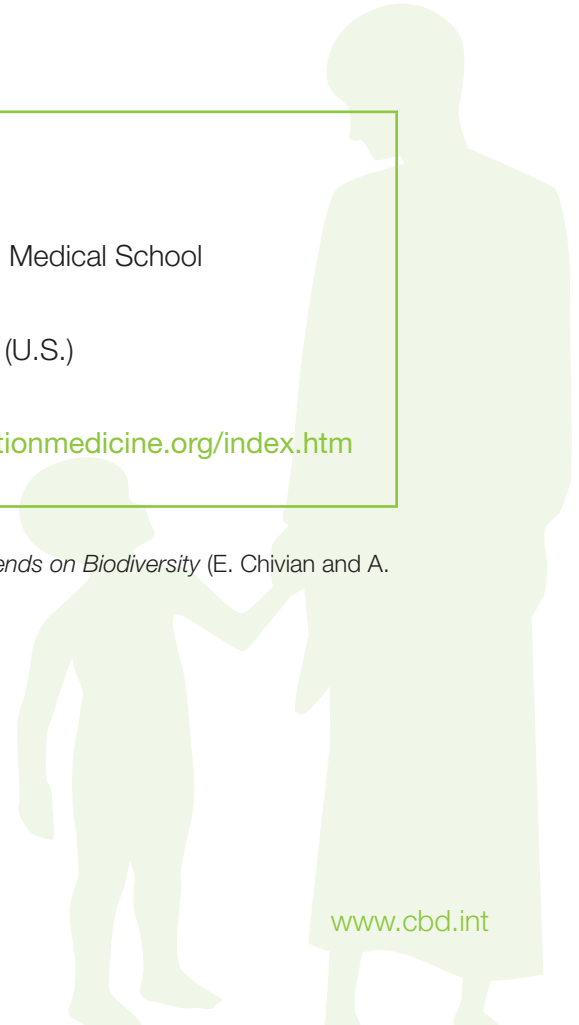 Medical School
(U.S.)
tionmedicine.org/index.htm
ends on Biodiversity (E. Chivian and A.
www.cbd.int